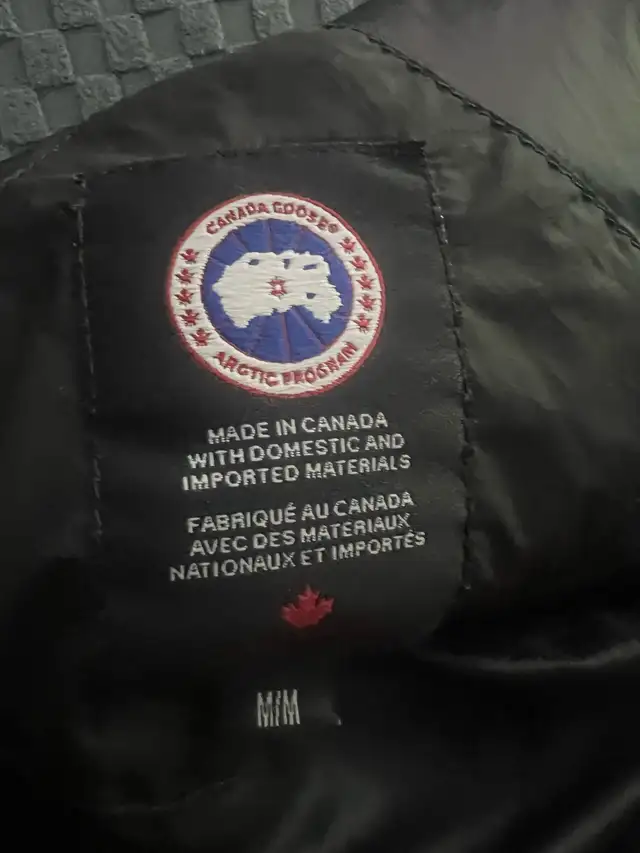 CANADA GOOSE®
ARCTIC PROGRAM
MADE IN CANADA
WITH DOMESTIC AND
IMPORTED MATERIALS
FABRIQUÉ AU CANADA
AVEC DES MATERIAUX
NATIONAUX ET IMPORTÉS
M/M